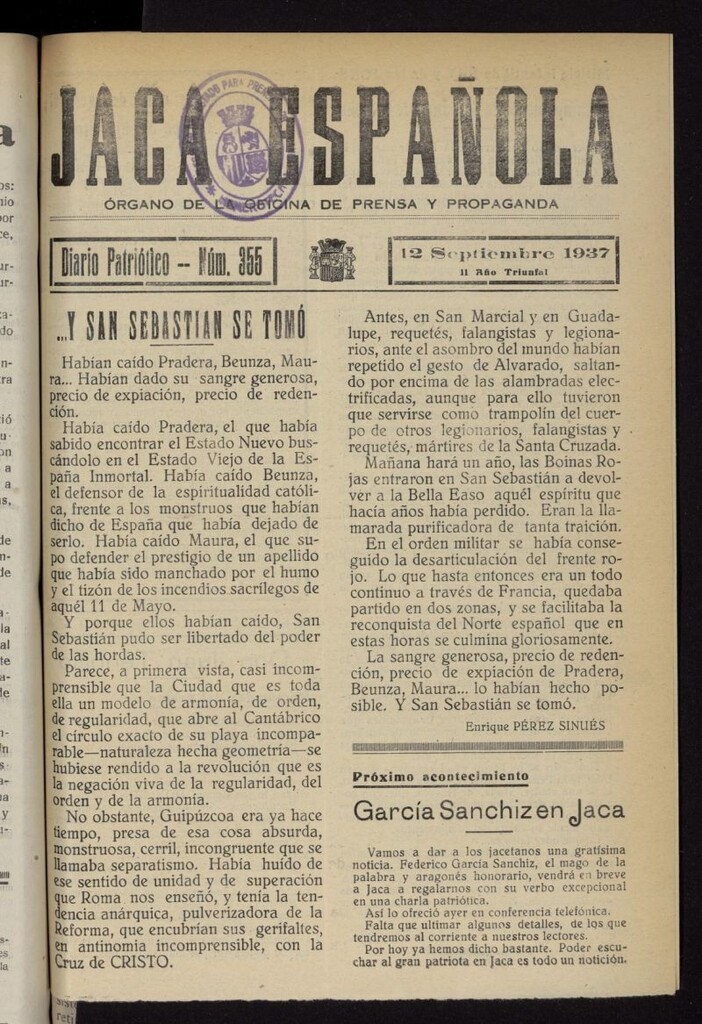 JACA ESPAÑOLA
ÓRGANO DE LA OFICINA DE PRENSA Y PROPAGANDA
Diario Patriótico -- Núm. 355
12 Septiembre 1937
II Año Triunfal
...Y SAN SEBASTIAN SE TOMÓ
Habían caído Pradera, Beunza, Mau-
ra... Habían dado su sangre generosa,
precio de expiación, precio de reden-
ción.
Había caído Pradera, el que había
sabido encontrar el Estado Nuevo bus-
cándolo en el Estado Viejo de la Es-
paña Inmortal. Había caído Beunza,
el defensor de la espiritualidad católi-
ca, frente a los monstruos que habían
dicho de España que había dejado de
serlo. Había caído Maura, el que su-
po defender el prestigio de un apellido
que había sido manchado por el humo
y el tizón de los incendios sacrílegos de
aquél 11 de Mayo.
Y porque ellos habían caído, San
Sebastián pudo ser libertado del poder
de las hordas.
Parece, a primera vista, casi incom-
prensible que la Ciudad que es toda
ella un modelo de armonía, de orden,
de regularidad, que abre al Cantábrico
el círculo exacto de su playa incompa-
rable—naturaleza hecha geometría—se
hubiese rendido a la revolución que es
la negación viva de la regularidad, del
orden y de la armonía.
No obstante, Guipúzcoa era ya hace
tiempo, presa de esa cosa absurda,
monstruosa, cerril, incongruente que se
llamaba separatismo. Había huído de
ese sentido de unidad y de superación
que Roma nos enseñó, y tenía la ten-
dencia anárquica, pulverizadora de la
Reforma, que encubrían sus gerifaltes,
en antinomia incomprensible, con la
Cruz de CRISTO.
Antes, en San Marcial y en Guada-
lupe, requetés, falangistas y legiona-
rios, ante el asombro del mundo habían
repetido el gesto de Alvarado, saltan-
do por encima de las alambradas elec-
trificadas, aunque para ello tuvieron
que servirse como trampolín del cuer-
po de otros legionarios, falangistas y
requetés, mártires de la Santa Cruzada.
Mañana hará un año, las Boinas Ro-
jas entraron en San Sebastián a devol-
ver a la Bella Easo aquél espíritu que
hacía años había perdido. Eran la lla-
marada purificadora de tanta traición.
En el orden militar se había conse-
guido la desarticulación del frente ro-
jo. Lo que hasta entonces era un todo
continuo a través de Francia, quedaba
partido en dos zonas, y se facilitaba la
reconquista del Norte español que en
estas horas se culmina gloriosamente.
La sangre generosa, precio de reden-
ción, precio de expiación de Pradera,
Beunza, Maura... lo habían hecho po-
sible. Y San Sebastián se tomó.
Enrique PÉREZ SINUÉS
Próximo acontecimiento
García Sanchiz en Jaca
Vamos a dar a los jacetanos una gratísima
noticia. Federico García Sanchiz, el mago de la
palabra y aragonés honorario, vendrá en breve
a Jaca a regalarnos con su verbo excepcional
en una charla patriótica.
Así lo ofreció ayer en conferencia telefónica.
Falta que ultimar algunos detalles, de los que
tendremos al corriente a nuestros lectores.
Por hoy ya hemos dicho bastante. Poder escu-
char al gran patriota en Jaca es todo un notición.